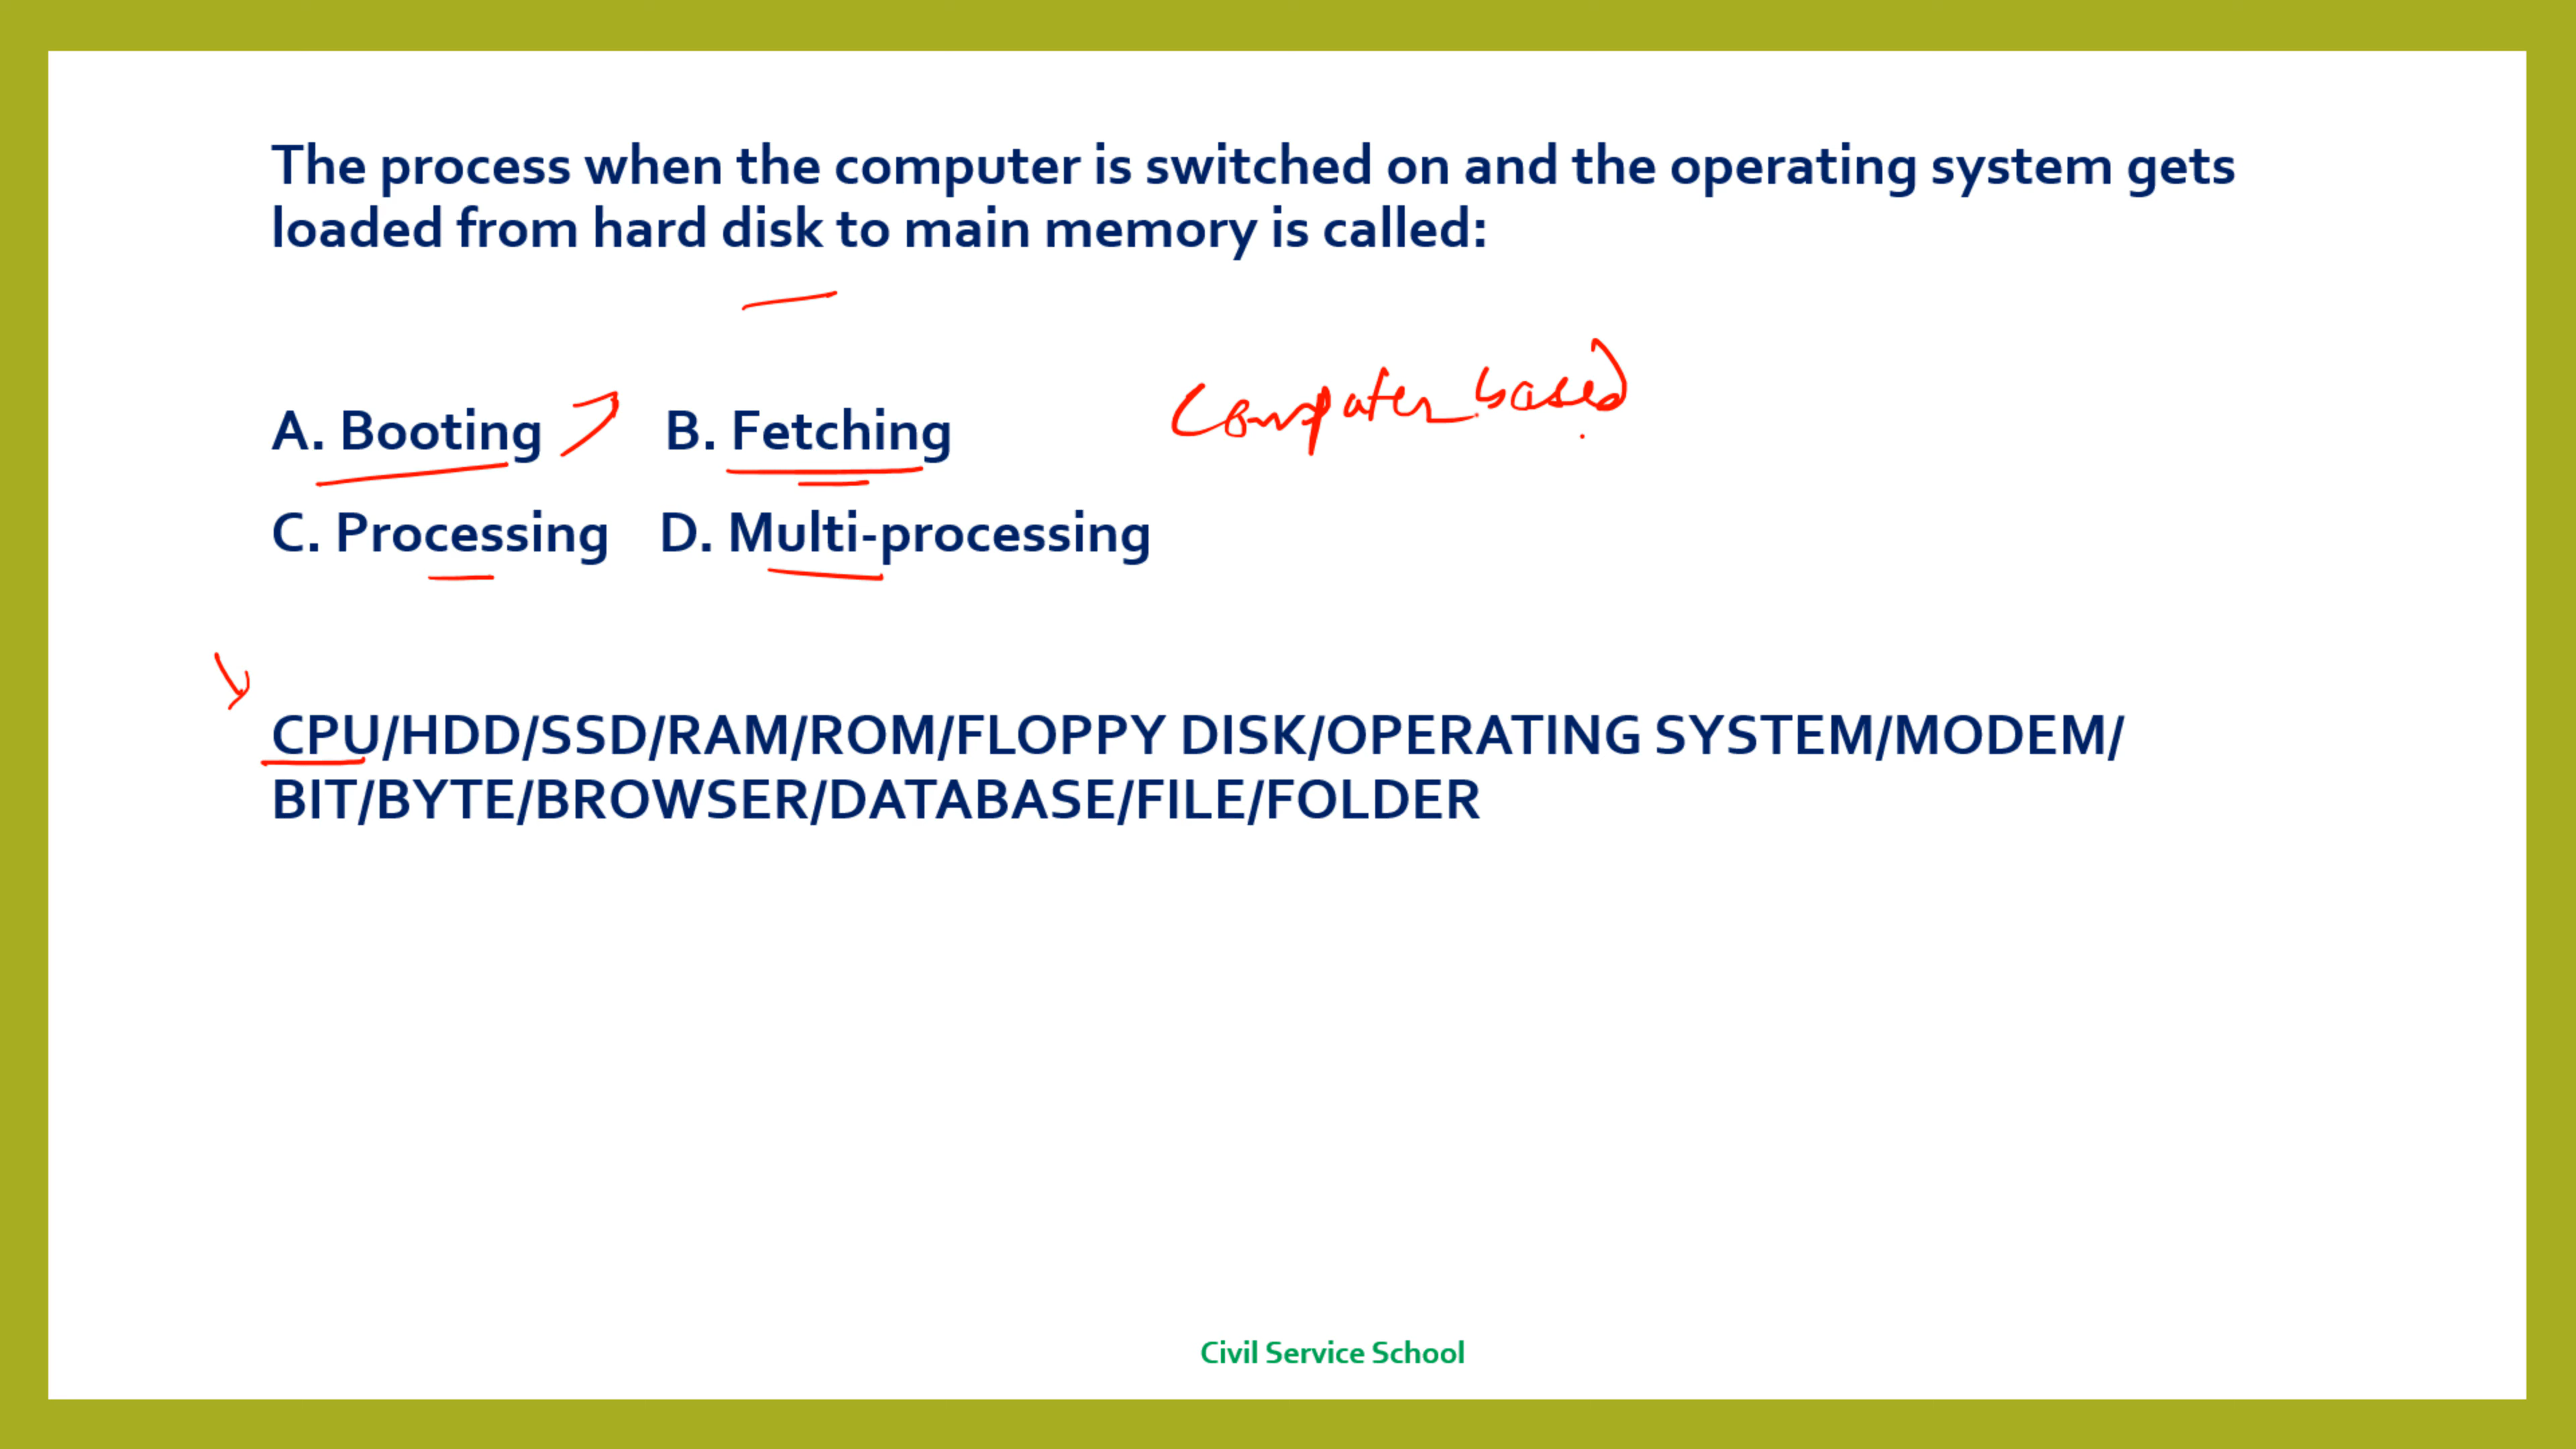 The process when the computer is switched on and the operating system gets
loaded from hard disk to main memory is called:
Computer based
A. Booting B. Fetching
C. Processing D. Multi-processing
CPU/HDD/SSD/RAM/ROM/FLOPPY DISK/OPERATING SYSTEM/MODEM/
BIT/BYTE/BROWSER/DATABASE/FILE/FOLDER
Civil Service School